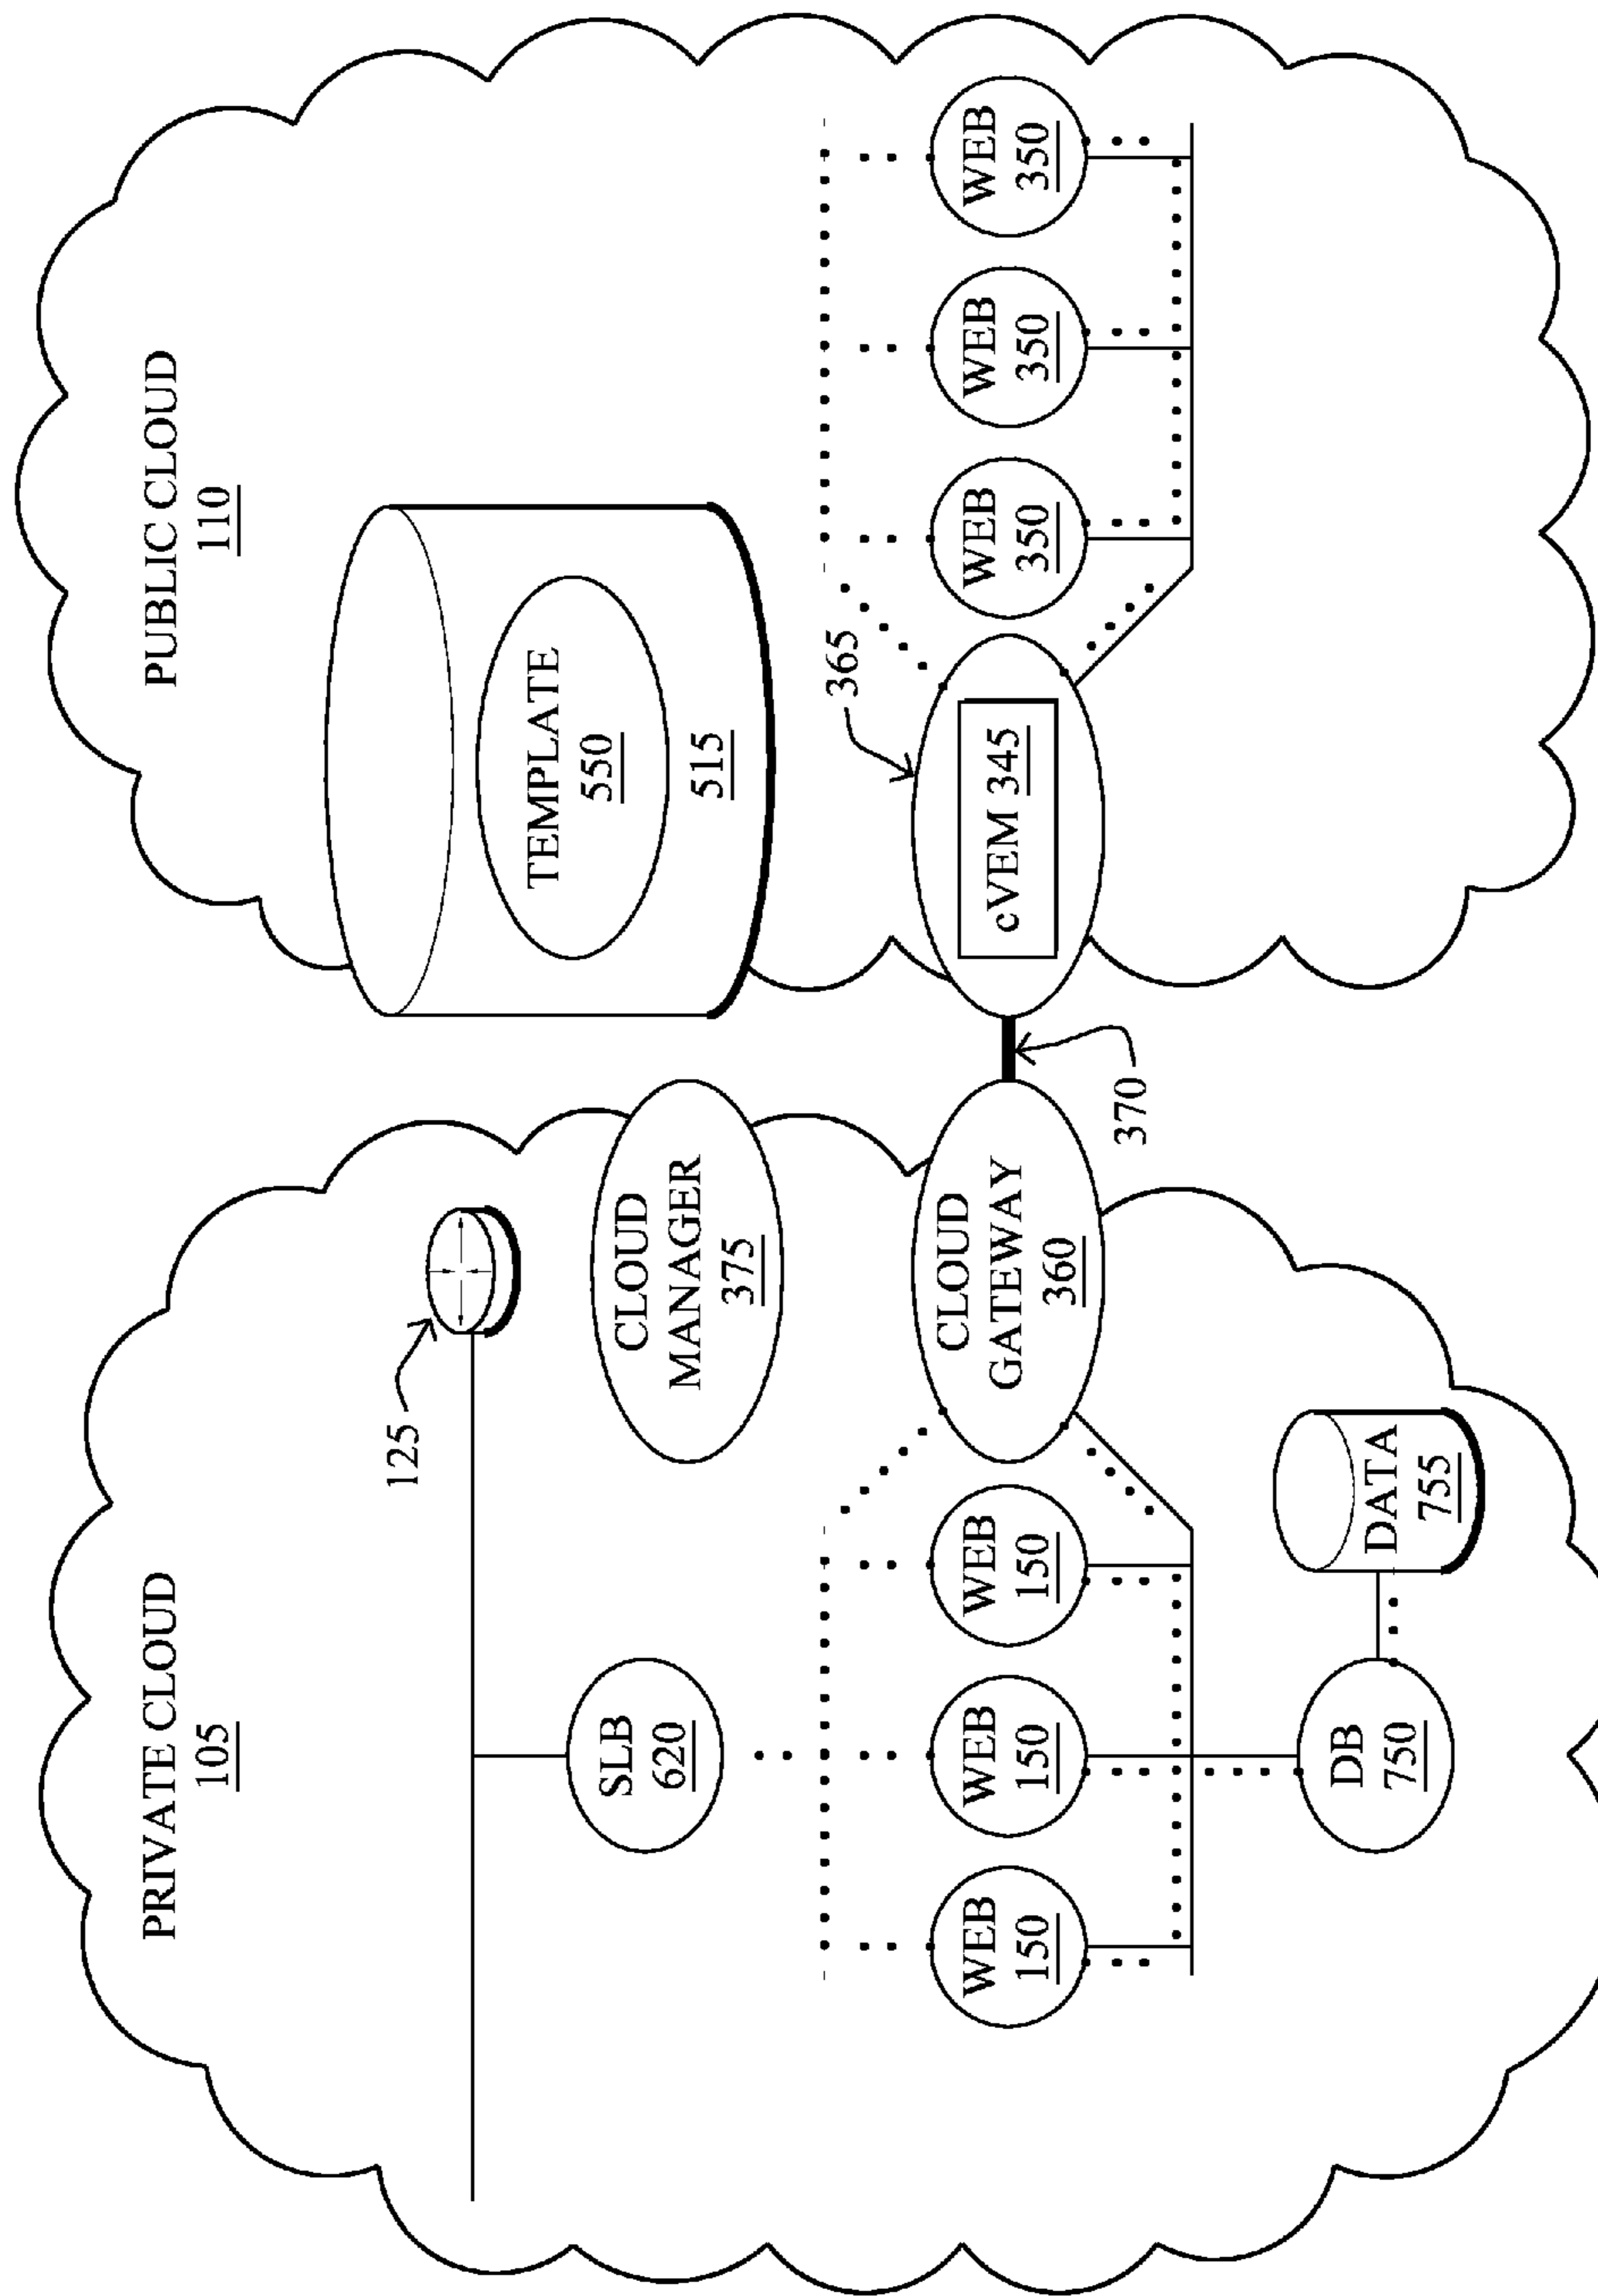 PRIVATE CLOUD
105
PUBLIC CLOUD
110
125
TEMPLATE
550
515
SLB
620
CLOUD
MANAGER
375
365
WEB
150
WEB
150
WEB
150
CLOUD
GATEWAY
360
cVEM 345
WEB
350
WEB
350
WEB
350
370
DB
750
DATA
755